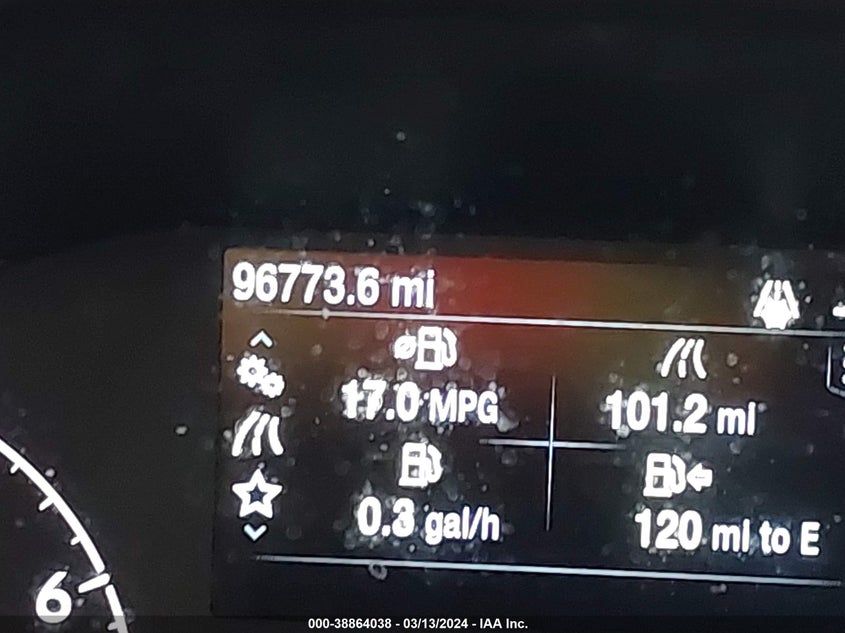 96773.6 mi
17.0 MPG
101.2 mi
0.3 gal/h
120 mi to E
6
000-38864038 - 03/13/2024 - IAA Inc.